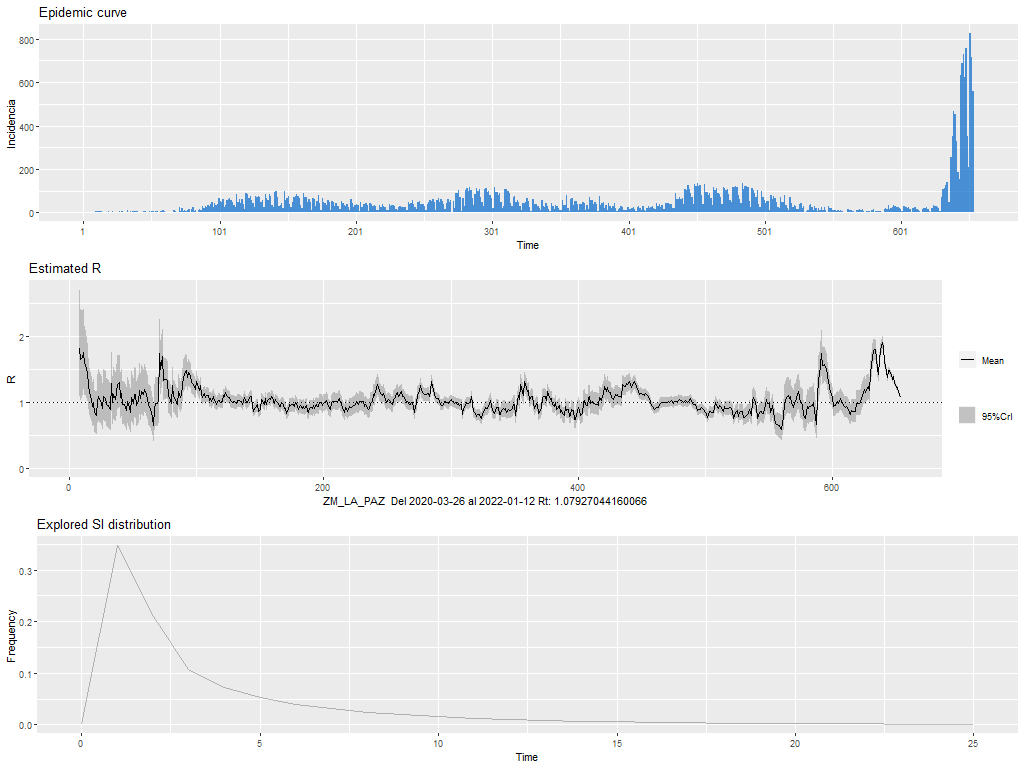 Epidemic curve
Incidencia
800
600
400
200
0
1 101 201 301 401 501 601
Time
Estimated R
R
2
1
0
0 200 400 600
Mean
95%CrI
ZM_LA_PAZ Del 2020-03-26 al 2022-01-12 Rt: 1.07927044160066
Explored SI distribution
Frequency
0.3
0.2
0.1
0.0
0 5 10 15 20 25
Time